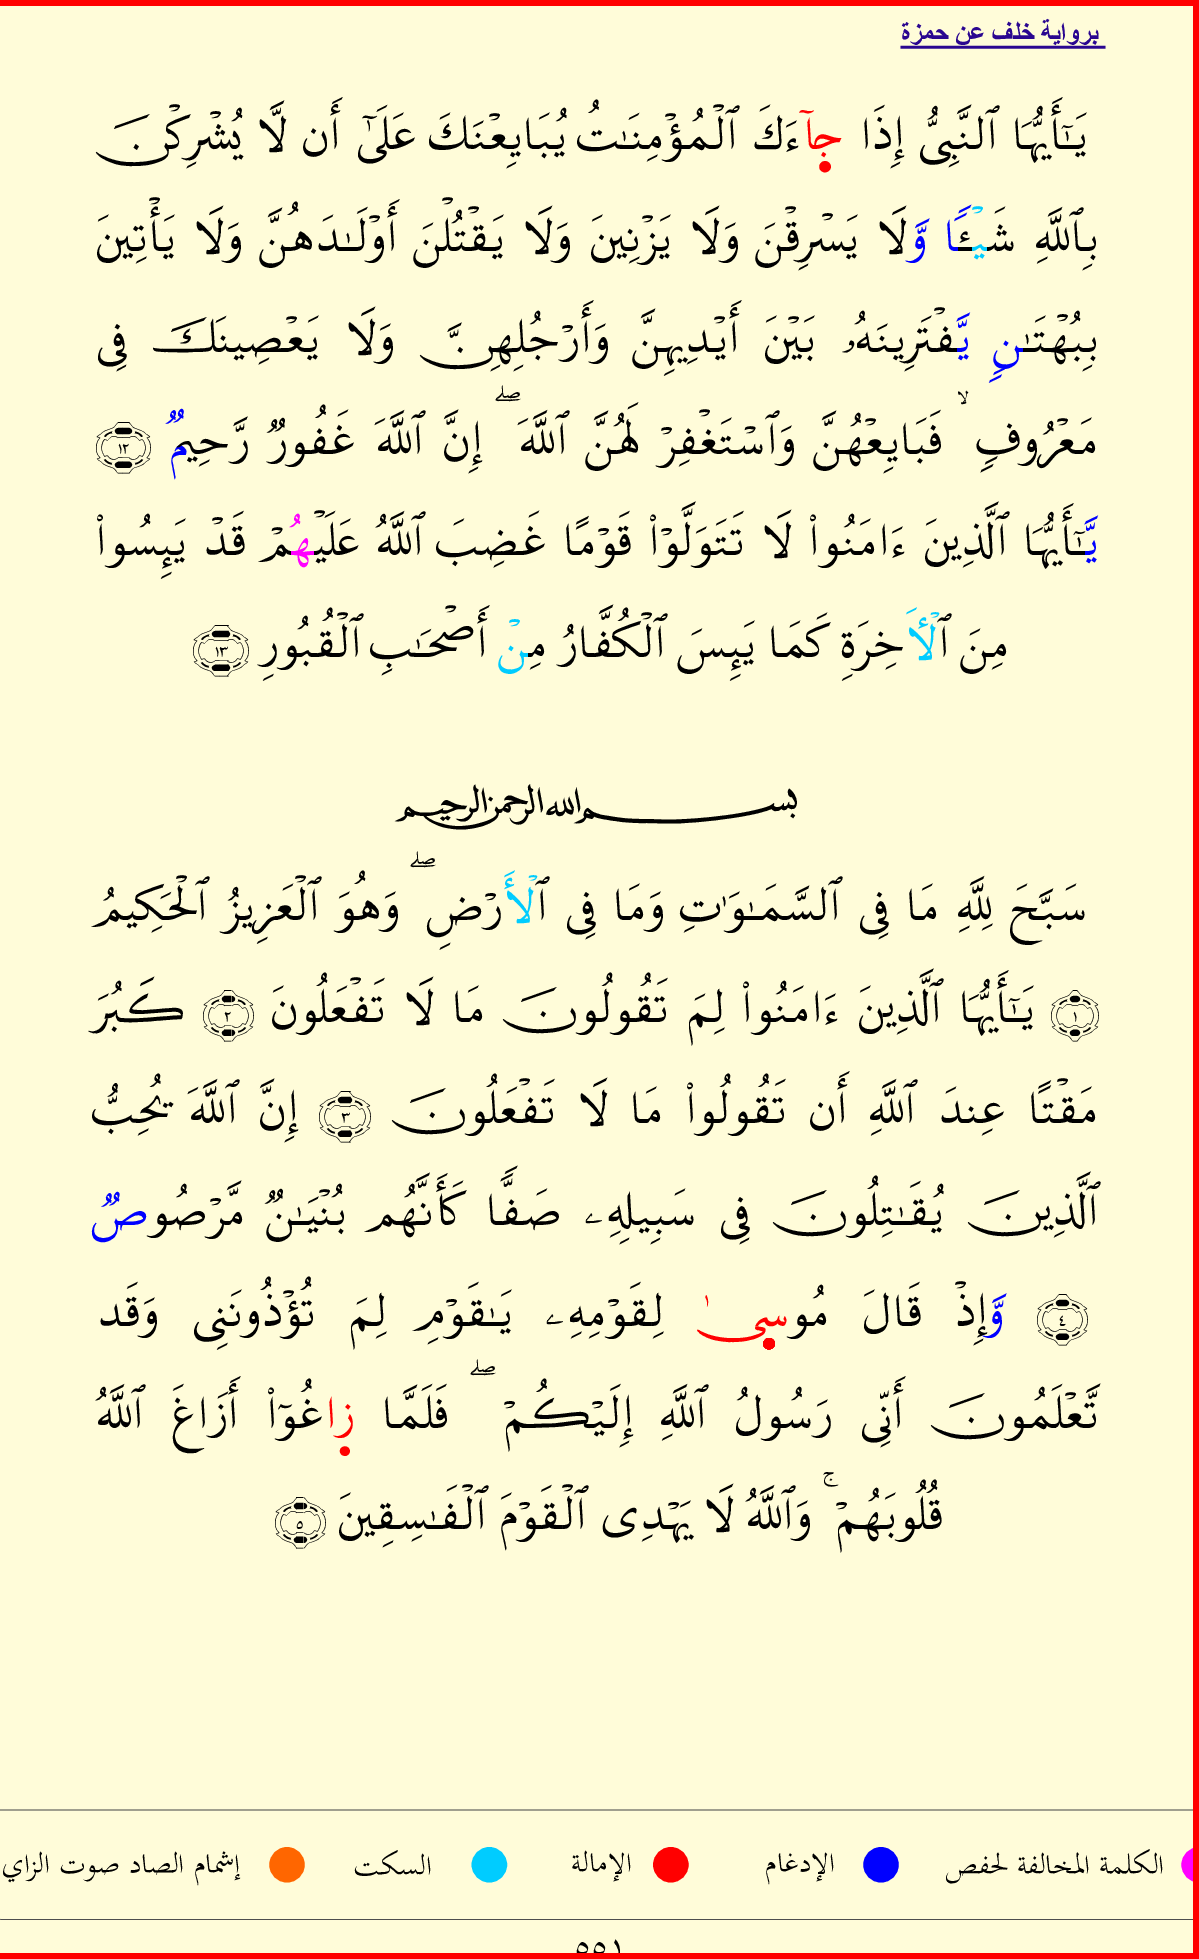 برواية خلف عن حمزة
يَـٰٓأَيُّهَا ٱلنَّبِىُّ إِذَا جَآءَكَ ٱلْمُؤْمِنَـٰتُ يُبَايِعْنَكَ عَلَىٰٓ أَن لَّا يُشْرِكْنَ
بِٱللَّهِ شَيْـًٔا وَّلَا يَسْرِقْنَ وَلَا يَزْنِينَ وَلَا يَقْتُلْنَ أَوْلَـٰدَهُنَّ وَلَا يَأْتِينَ
بِبُهْتَـٰنٍ يَّفْتَرِينَهُۥ بَيْنَ أَيْدِيهِنَّ وَأَرْجُلِهِنَّ وَلَا يَعْصِينَكَ فِى
مَعْرُوفٍ ۙ فَبَايِعْهُنَّ وَٱسْتَغْفِرْ لَهُنَّ ٱللَّهَ ۖ إِنَّ ٱللَّهَ غَفُورٌ رَّحِيمٌ ١٢
يَّـٰٓأَيُّهَا ٱلَّذِينَ ءَامَنُوا۟ لَا تَتَوَلَّوْا۟ قَوْمًا غَضِبَ ٱللَّهُ عَلَيْهُمْ قَدْ يَئِسُوا۟
مِنَ ٱلْأَخِرَةِ كَمَا يَئِسَ ٱلْكُفَّارُ مِنْ أَصْحَـٰبِ ٱلْقُبُورِ ١٣
بسم الله الرحمن الرحيم
سَبَّحَ لِلَّهِ مَا فِى ٱلسَّمَـٰوَٰتِ وَمَا فِى ٱلْأَرْضِ ۖ وَهُوَ ٱلْعَزِيزُ ٱلْحَكِيمُ
١ يَـٰٓأَيُّهَا ٱلَّذِينَ ءَامَنُوا۟ لِمَ تَقُولُونَ مَا لَا تَفْعَلُونَ ٢ كَبُرَ
مَقْتًا عِندَ ٱللَّهِ أَن تَقُولُوا۟ مَا لَا تَفْعَلُونَ ٣ إِنَّ ٱللَّهَ يُحِبُّ
ٱلَّذِينَ يُقَـٰتِلُونَ فِى سَبِيلِهِۦ صَفًّا كَأَنَّهُم بُنْيَـٰنٌ مَّرْصُوصٌ
٤ وَّإِذْ قَالَ مُوسىٰ لِقَوْمِهِۦ يَـٰقَوْمِ لِمَ تُؤْذُونَنِى وَقَد
تَّعْلَمُونَ أَنِّى رَسُولُ ٱللَّهِ إِلَيْكُمْ ۖ فَلَمَّا زاغُوٓا۟ أَزَاغَ ٱللَّهُ
قُلُوبَهُمْ ۚ وَٱللَّهُ لَا يَهْدِى ٱلْقَوْمَ ٱلْفَـٰسِقِينَ ٥
الكلمة المخالفة لحفص الإدغام الإمالة السكت إشمام الصاد صوت الزاي
٥٥١